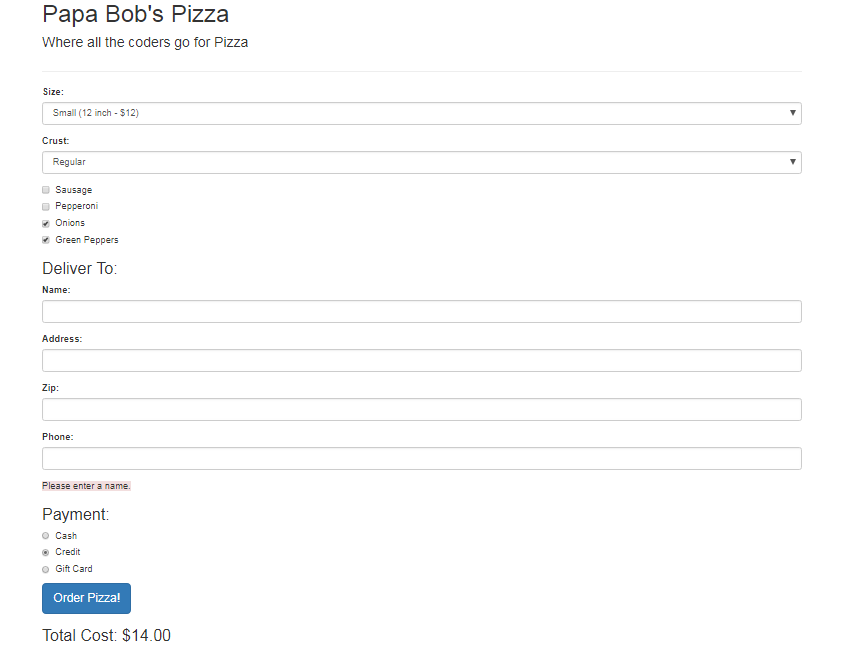 Papa Bob's Pizza
Where all the coders go for Pizza
Size:
Small (12 inch - $12)
Crust:
Regular
Sausage
Pepperoni
Onions
Green Peppers
Deliver To:
Name:
Address:
Zip:
Phone:
Please enter a name.
Payment:
Cash
Credit
Gift Card
Order Pizza!
Total Cost: $14.00